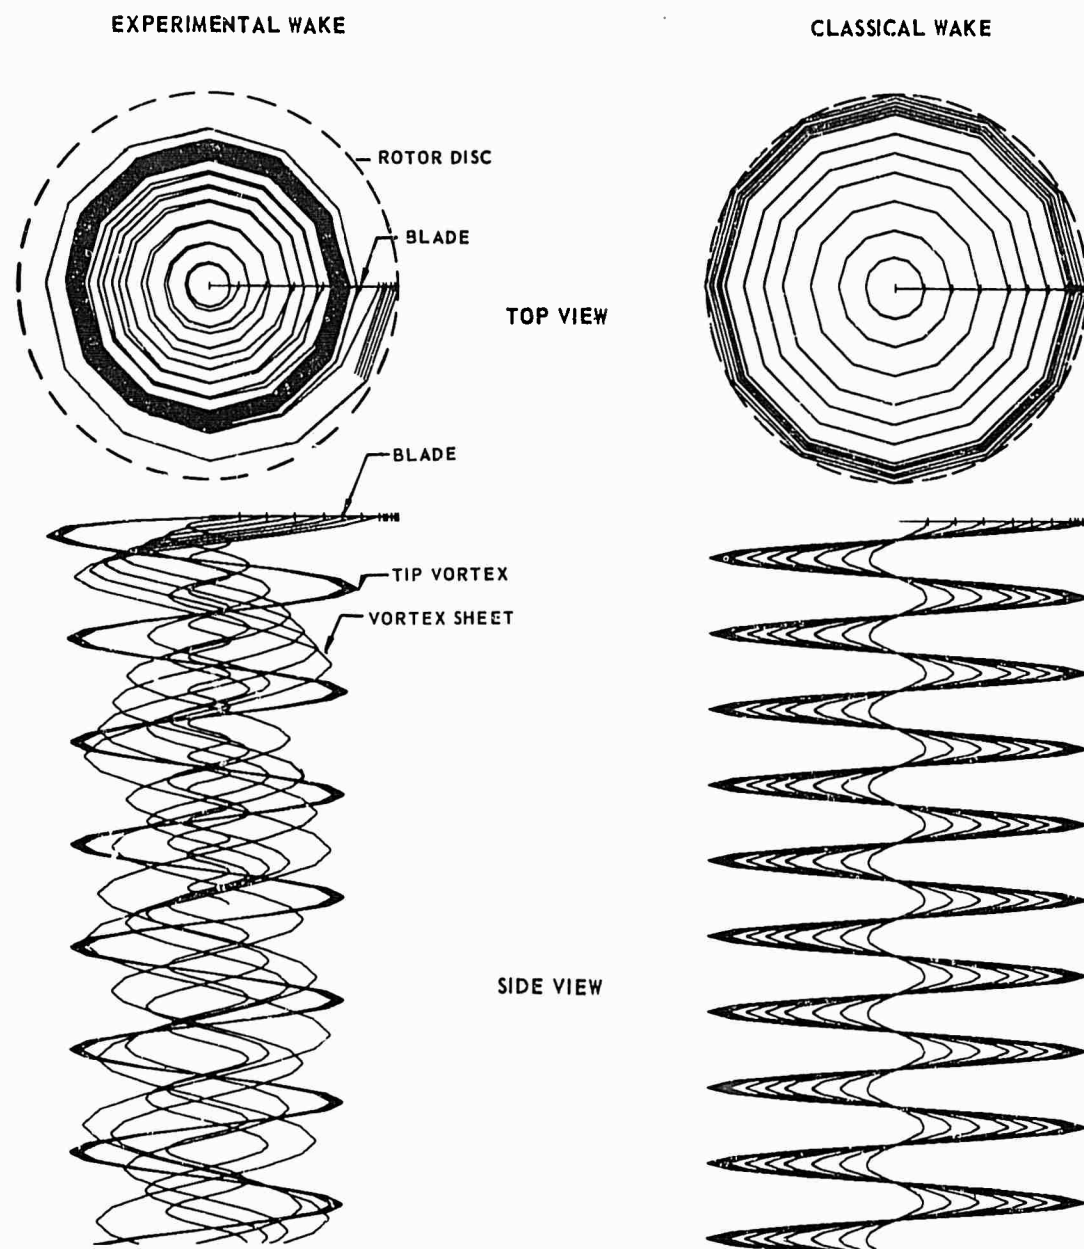 EXPERIMENTAL WAKE
CLASSICAL WAKE
ROTOR DISC
BLADE
TOP VIEW
BLADE
TIP VORTEX
VORTEX SHEET
SIDE VIEW